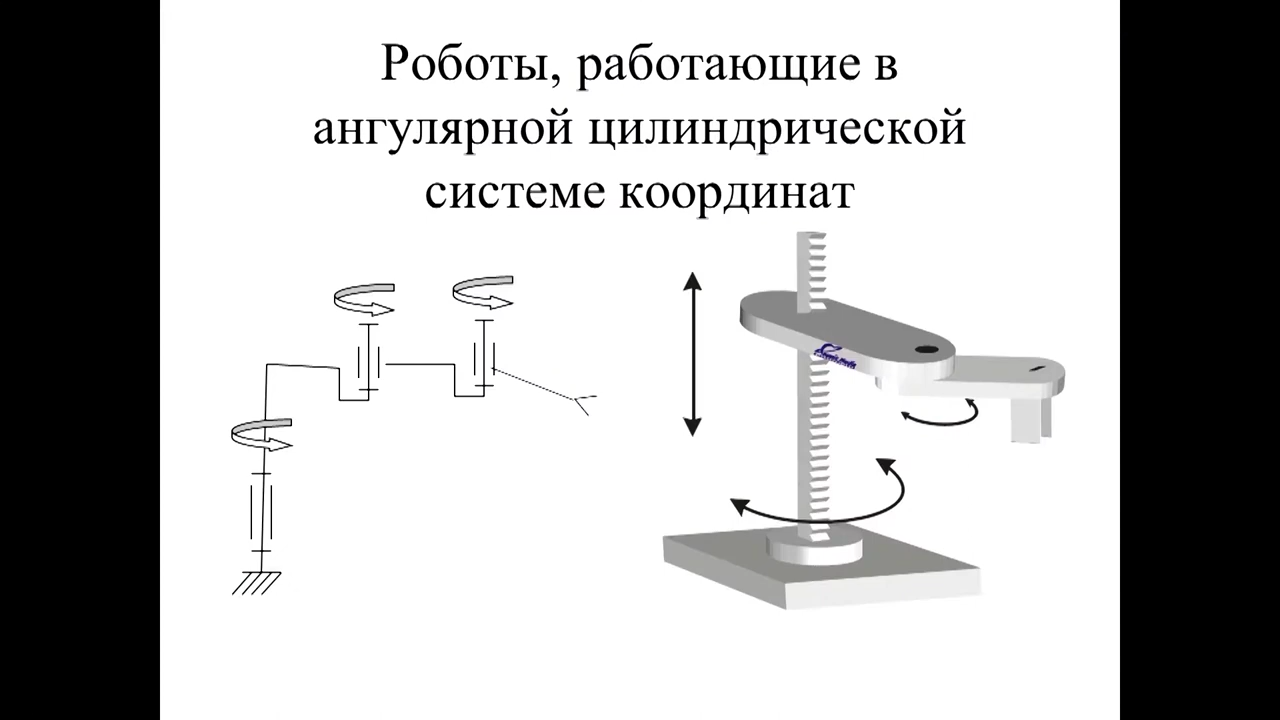 Роботы, работающие в
ангулярной цилиндрической
системе координат